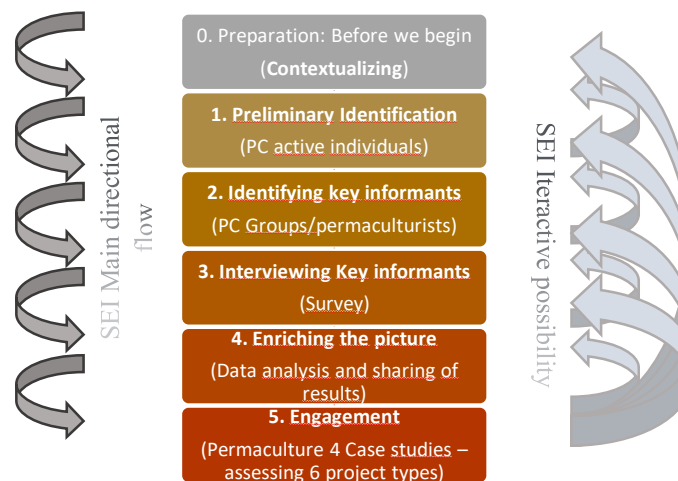 0. Preparation: Before we begin
(Contextualizing)
1. Preliminary Identification
(PC active individuals)
2. Identifying key informants
(PC Groups/permaculturists)
3. Interviewing Key informants
(Survey)
4. Enriching the picture
(Data analysis and sharing of
results)
5. Engagement
(Permaculture 4 Case studies –
assessing 6 project types)
SEI Main directional
flow
SEI Iteractive possibility